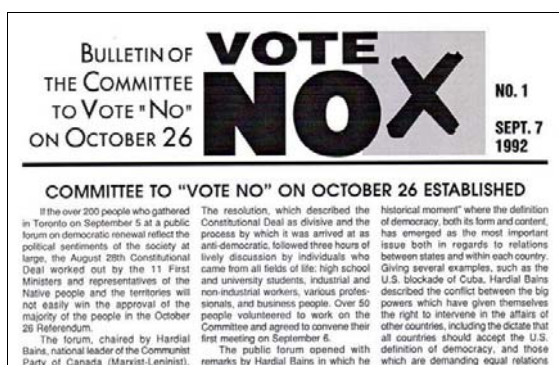 BULLETIN OF
THE COMMITTEE
TO VOTE "NO"
ON OCTOBER 26
VOTE
NO X
NO. 1
SEPT. 7
1992
COMMITTEE TO "VOTE NO" ON OCTOBER 26 ESTABLISHED
If the over 200 people who gathered
in Toronto on September 5 at a public
forum on democratic renewal reflect the
political sentiments of the society at
large, the August 28th Constitutional
Deal worked out by the 11 First
Ministers and representatives of the
Native people and the territories will
not easily win the approval of the
majority of the people in the October
26 Referendum.
The forum, chaired by Hardial
Bains, national leader of the Communist
Party of Canada (Marxist-Leninist),
The resolution, which described the
Constitutional Deal as divisive and the
process by which it was arrived at as
anti-democratic, followed three hours of
lively discussion by individuals who
came from all fields of life: high school
and university students, industrial and
non-industrial workers, various profes-
sionals, and business people. Over 50
people volunteered to work on the
Committee and agreed to convene their
first meeting on September 6.
The public forum opened with
remarks by Hardial Bains in which he
historical moment" where the definition
of democracy, both its form and content,
has emerged as the most important
issue both in regards to relations
between states and within each country.
Giving several examples, such as the
U.S. blockade of Cuba, Hardial Bains
described the conflict between the big
powers which have given themselves
the right to intervene in the affairs of
other countries, including the dictate that
all countries should accept the U.S.
definition of democracy, and those
which are demanding equal relations